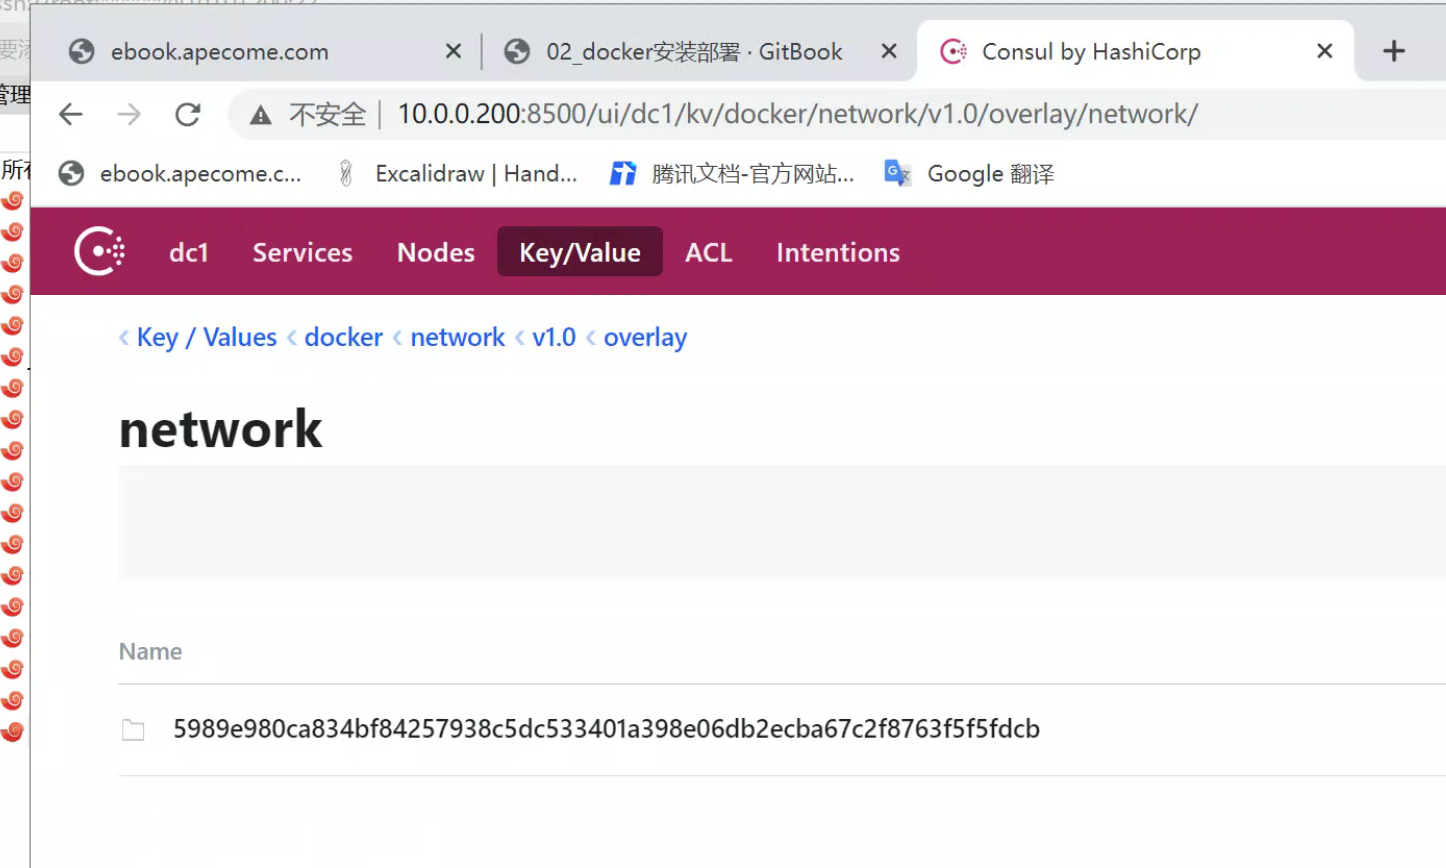 要添
管理
所有
ebook.apecome.com
02_docker安装部署 · GitBook
Consul by HashiCorp
不安全 | 10.0.0.200:8500/ui/dc1/kv/docker/network/v1.0/overlay/network/
ebook.apecome.c...
Excalidraw | Hand...
腾讯文档-官方网站...
Google 翻译
dc1 Services Nodes Key/Value ACL Intentions
‹ Key / Values ‹ docker ‹ network ‹ v1.0 ‹ overlay
network
Name
5989e980ca834bf84257938c5dc533401a398e06db2ecba67c2f8763f5f5fdcb